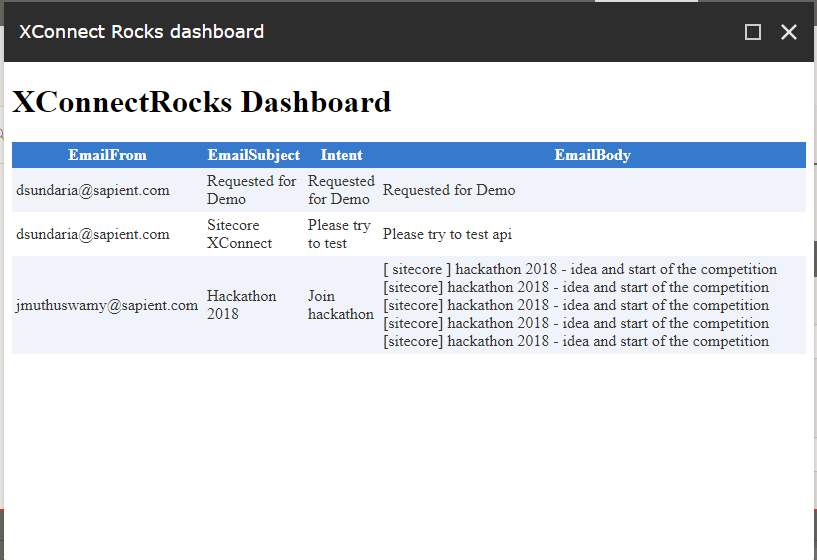 XConnect Rocks dashboard
XConnectRocks Dashboard
EmailFrom EmailSubject Intent EmailBody
dsundaria@sapient.com Requested for Demo Requested for Demo Requested for Demo
dsundaria@sapient.com Sitecore XConnect Please try to test Please try to test api
jmuthuswamy@sapient.com Hackathon 2018 Join hackathon [ sitecore ] hackathon 2018 - idea and start of the competition
[sitecore] hackathon 2018 - idea and start of the competition
[sitecore] hackathon 2018 - idea and start of the competition
[sitecore] hackathon 2018 - idea and start of the competition
[sitecore] hackathon 2018 - idea and start of the competition